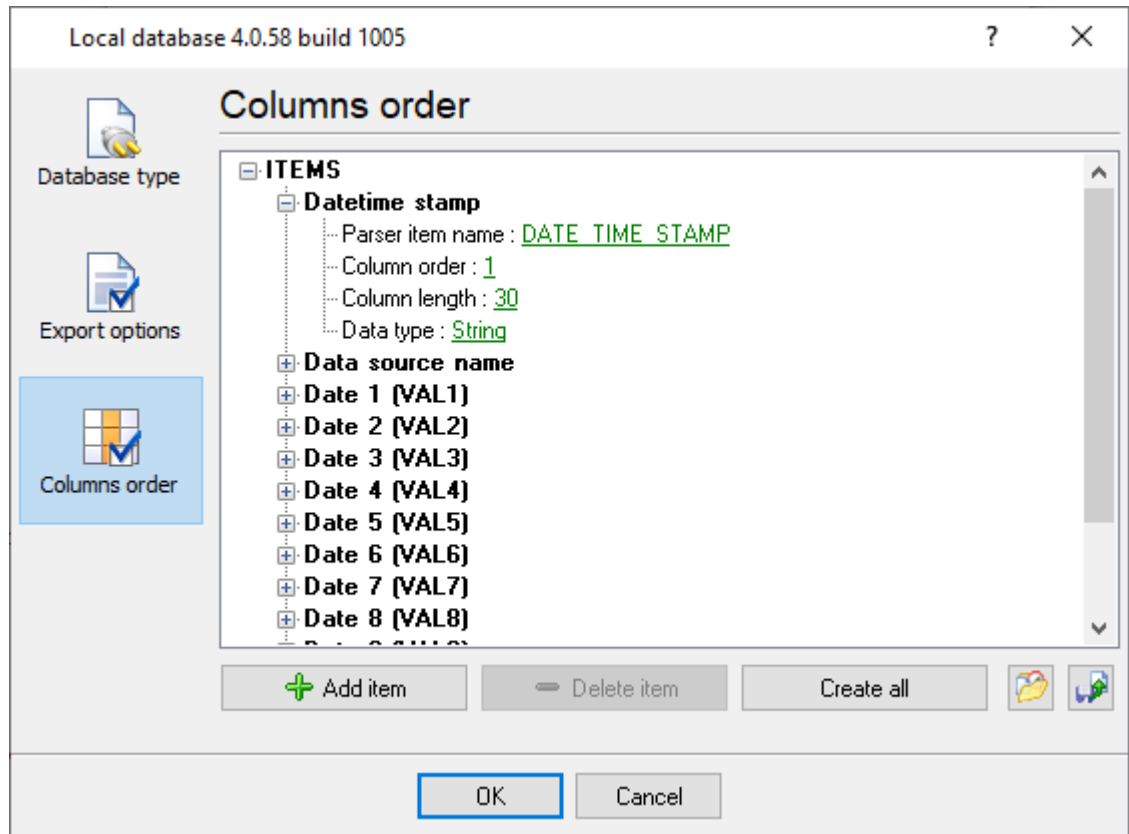 Local database 4.0.58 build 1005
?
Columns order
Database type
Export options
Columns order
ITEMS
Datetime stamp
Parser item name : DATE_TIME_STAMP
Column order : 1
Column length : 30
Data type : String
Data source name
Date 1 (VAL1)
Date 2 (VAL2)
Date 3 (VAL3)
Date 4 (VAL4)
Date 5 (VAL5)
Date 6 (VAL6)
Date 7 (VAL7)
Date 8 (VAL8)
Add item
Delete item
Create all
OK
Cancel